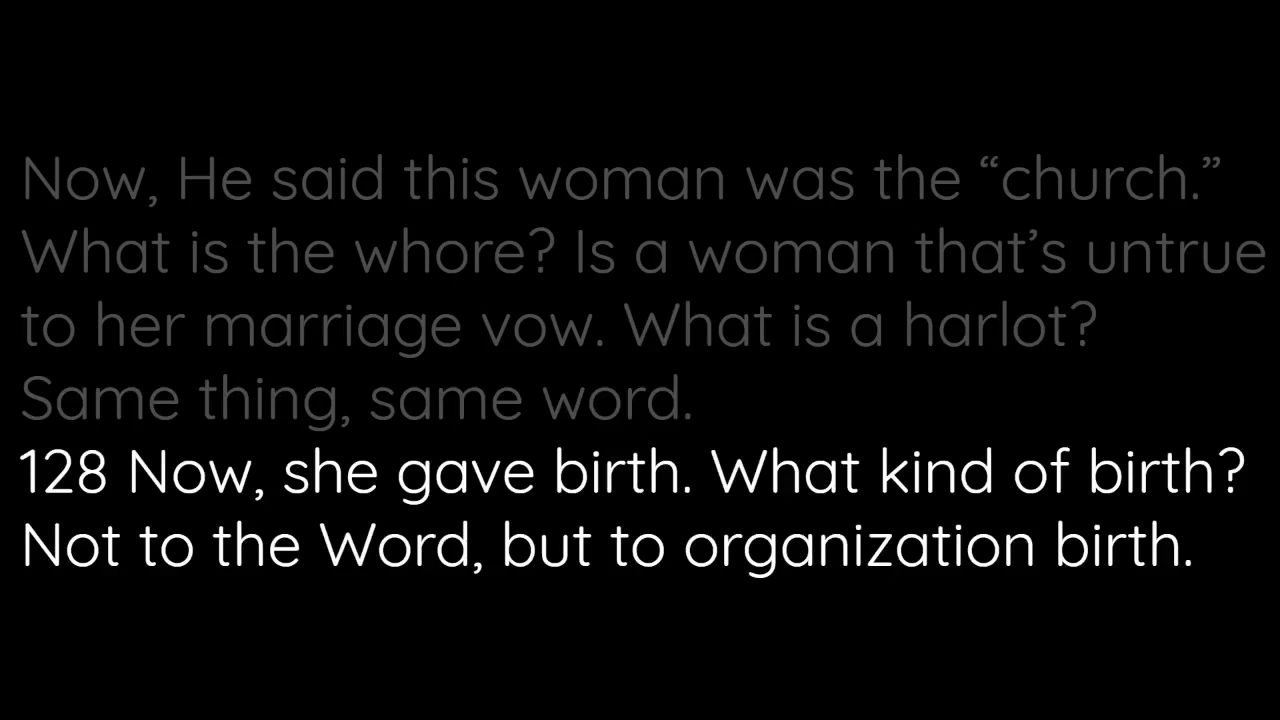 Now, He said this woman was the “church.”
What is the whore? Is a woman that’s untrue
to her marriage vow. What is a harlot?
Same thing, same word.
128 Now, she gave birth. What kind of birth?
Not to the Word, but to organization birth.